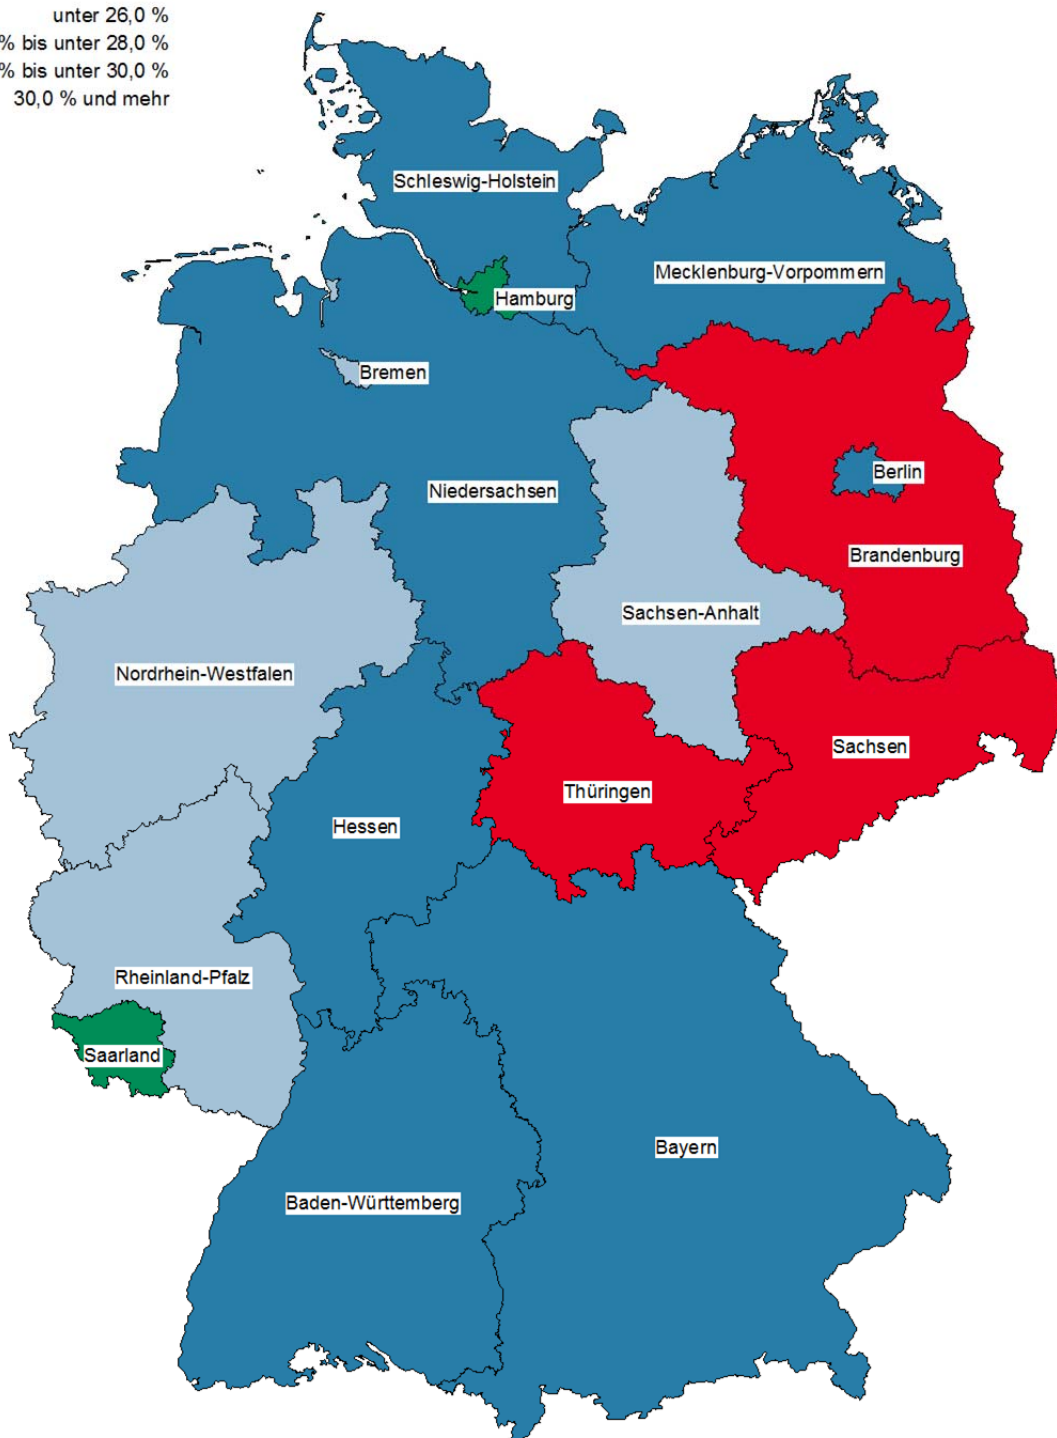 unter 26,0 %
% bis unter 28,0 %
% bis unter 30,0 %
30,0 % und mehr
Schleswig-Holstein
Mecklenburg-Vorpommern
Hamburg
Bremen
Berlin
Niedersachsen
Brandenburg
Sachsen-Anhalt
Nordrhein-Westfalen
Sachsen
Thüringen
Hessen
Rheinland-Pfalz
Saarland
Bayern
Baden-Württemberg